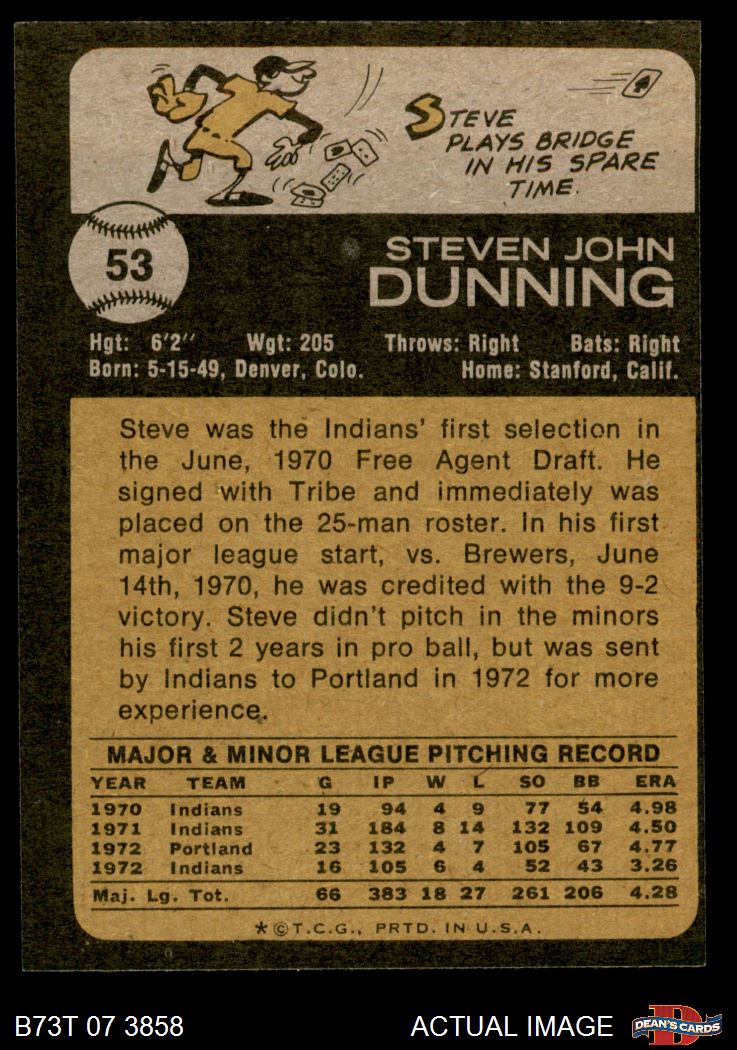 STEVE
PLAYS BRIDGE
IN HIS SPARE
TIME.
53
STEVEN JOHN
DUNNING
Hgt: 6'2" Wgt: 205 Throws: Right Bats: Right
Born: 5-15-49, Denver, Colo. Home: Stanford, Calif.
Steve was the Indians' first selection in
the June, 1970 Free Agent Draft. He
signed with Tribe and immediately was
placed on the 25-man roster. In his first
major league start, vs. Brewers, June
14th, 1970, he was credited with the 9-2
victory. Steve didn't pitch in the minors
his first 2 years in pro ball, but was sent
by Indians to Portland in 1972 for more
experience.
MAJOR & MINOR LEAGUE PITCHING RECORD
YEAR TEAM G IP W L SO BB ERA
1970 Indians 19 94 4 9 77 54 4.98
1971 Indians 31 184 8 14 132 109 4.50
1972 Portland 23 132 4 7 105 67 4.77
1972 Indians 16 105 6 4 52 43 3.26
Maj. Lg. Tot. 66 383 18 27 261 206 4.28
*©T.C.G., PRTD. IN U.S.A.
B73T 07 3858 ACTUAL IMAGE DEAN'S CARDS